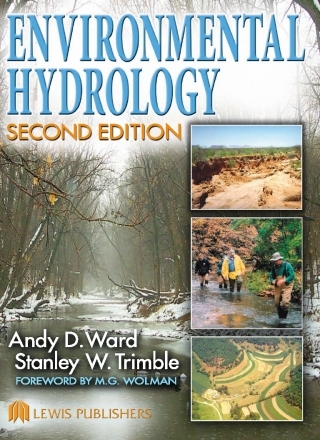 ENVIRONMENTAL
HYDROLOGY
SECOND EDITION
Andy D. Ward
Stanley W. Trimble
FOREWORD BY M.G. WOLMAN
LEWIS PUBLISHERS